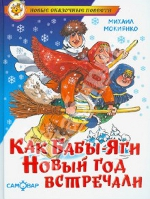 НОВЫЕ СКАЗОЧНЫЕ ПОВЕСТИ
МИХАИЛ
МОКИЕНКО
КАК БАБЫ-ЯГИ
НОВЫЙ ГОД
ВСТРЕЧАЛИ
САМОВАР